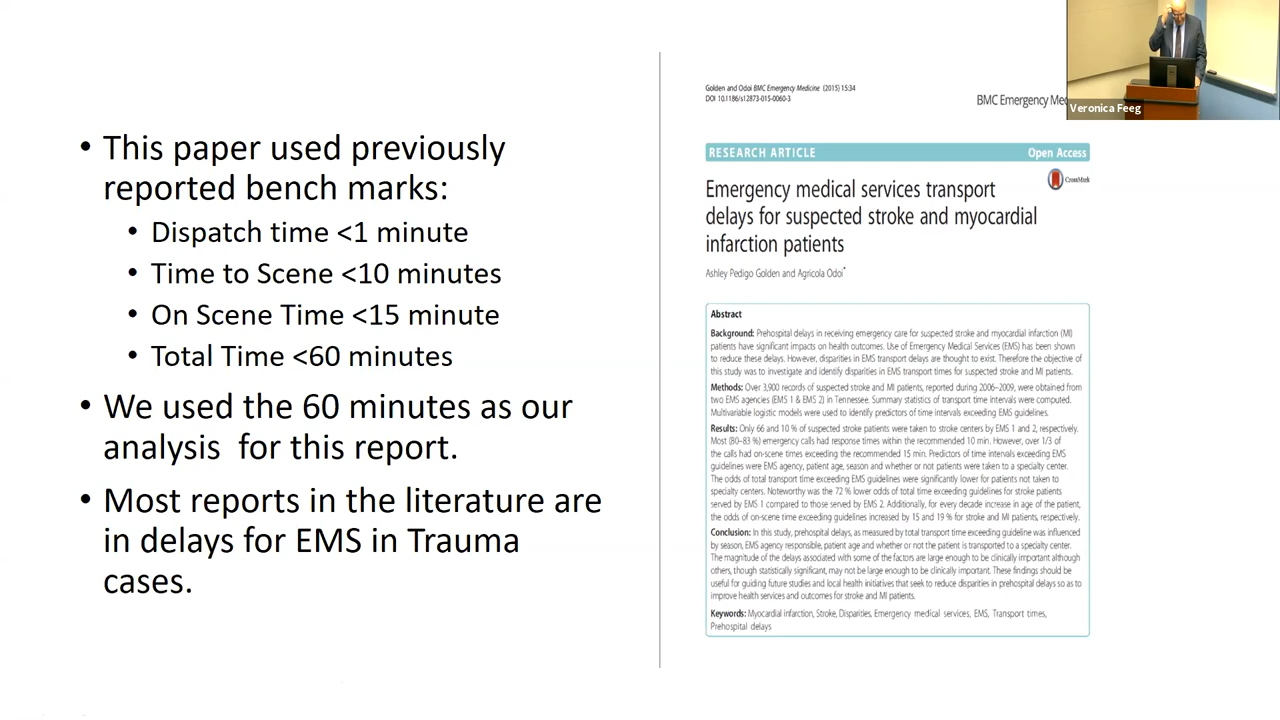 • This paper used previously
reported bench marks:
• Dispatch time <1 minute
• Time to Scene <10 minutes
• On Scene Time <15 minute
• Total Time <60 minutes
• We used the 60 minutes as our
analysis for this report.
• Most reports in the literature are
in delays for EMS in Trauma
cases.
Golden and Odoi BMC Emergency Medicine (2015) 15:34
DOI 10.1186/s12873-015-0060-3
BMC Emergency Me
Veronica Feeg
RESEARCH ARTICLE Open Access
CrossMark
Emergency medical services transport
delays for suspected stroke and myocardial
infarction patients
Ashley Pedigo Golden and Agricola Odoi*
Abstract
Background: Prehospital delays in receiving emergency care for suspected stroke and myocardial infarction (MI)
patients have significant impacts on health outcomes. Use of Emergency Medical Services (EMS) has been shown
to reduce these delays. However, disparities in EMS transport delays are thought to exist. Therefore the objective of
this study was to investigate and identify disparities in EMS transport times for suspected stroke and MI patients.
Methods: Over 3,900 records of suspected stroke and MI patients, reported during 2006–2009, were obtained from
two EMS agencies (EMS 1 & EMS 2) in Tennessee. Summary statistics of transport time intervals were computed.
Multivariable logistic models were used to identify predictors of time intervals exceeding EMS guidelines.
Results: Only 66 and 10 % of suspected stroke patients were taken to stroke centers by EMS 1 and 2, respectively.
Most (80–83 %) emergency calls had response times within the recommended 10 min. However, over 1/3 of
the calls had on-scene times exceeding the recommended 15 min. Predictors of time intervals exceeding EMS
guidelines were EMS agency, patient age, season and whether or not patients were taken to a specialty center.
The odds of total transport time exceeding EMS guidelines were significantly lower for patients not taken to
specialty centers. Noteworthy was the 72 % lower odds of total time exceeding guidelines for stroke patients
served by EMS 1 compared to those served by EMS 2. Additionally, for every decade increase in age of the patient,
the odds of on-scene time exceeding guidelines increased by 15 and 19 % for stroke and MI patients, respectively.
Conclusion: In this study, prehospital delays, as measured by total transport time exceeding guideline was influenced
by season, EMS agency responsible, patient age and whether or not the patient is transported to a specialty center.
The magnitude of the delays associated with some of the factors are large enough to be clinically important although
others, though statistically significant, may not be large enough to be clinically important. These findings should be
useful for guiding future studies and local health initiatives that seek to reduce disparities in prehospital delays so as to
improve health services and outcomes for stroke and MI patients.
Keywords: Myocardial infarction, Stroke, Disparities, Emergency medical services, EMS, Transport times,
Prehospital delays